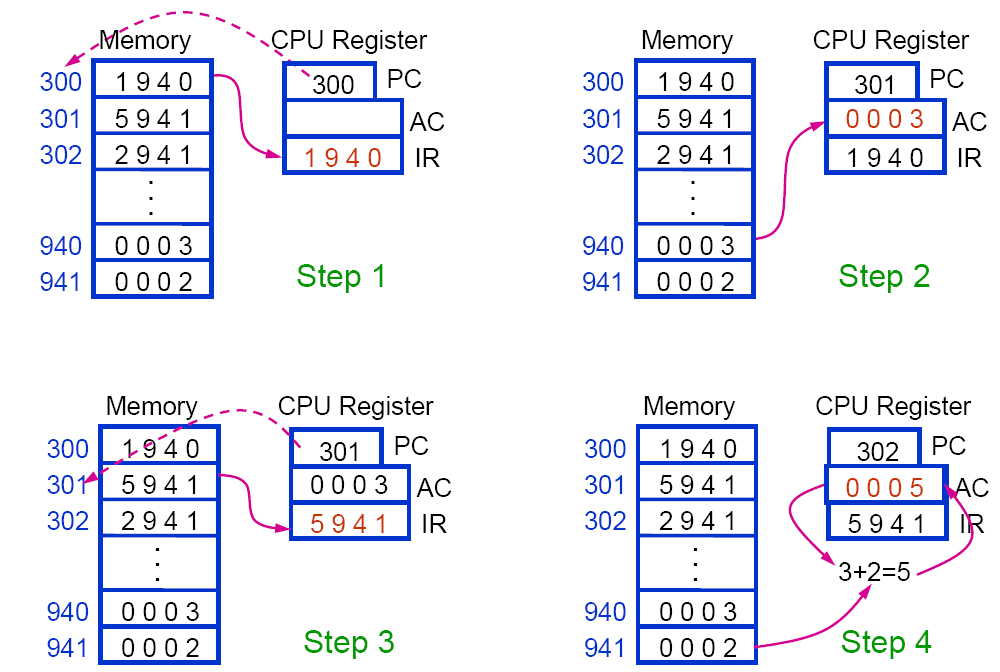 Memory CPU Register
300 1 9 4 0 300 PC
301 5 9 4 1 AC
302 2 9 4 1 1 9 4 0 IR
.
.
.
940 0 0 0 3
941 0 0 0 2
Step 1
Memory CPU Register
300 1 9 4 0 301 PC
301 5 9 4 1 0 0 0 3 AC
302 2 9 4 1 1 9 4 0 IR
.
.
.
940 0 0 0 3
941 0 0 0 2
Step 2
Memory CPU Register
300 1 9 4 0 301 PC
301 5 9 4 1 0 0 0 3 AC
302 2 9 4 1 5 9 4 1 IR
.
.
.
940 0 0 0 3
941 0 0 0 2
Step 3
Memory CPU Register
300 1 9 4 0 302 PC
301 5 9 4 1 0 0 0 5 AC
302 2 9 4 1 5 9 4 1 IR
.
.
.
3+2=5
940 0 0 0 3
941 0 0 0 2
Step 4